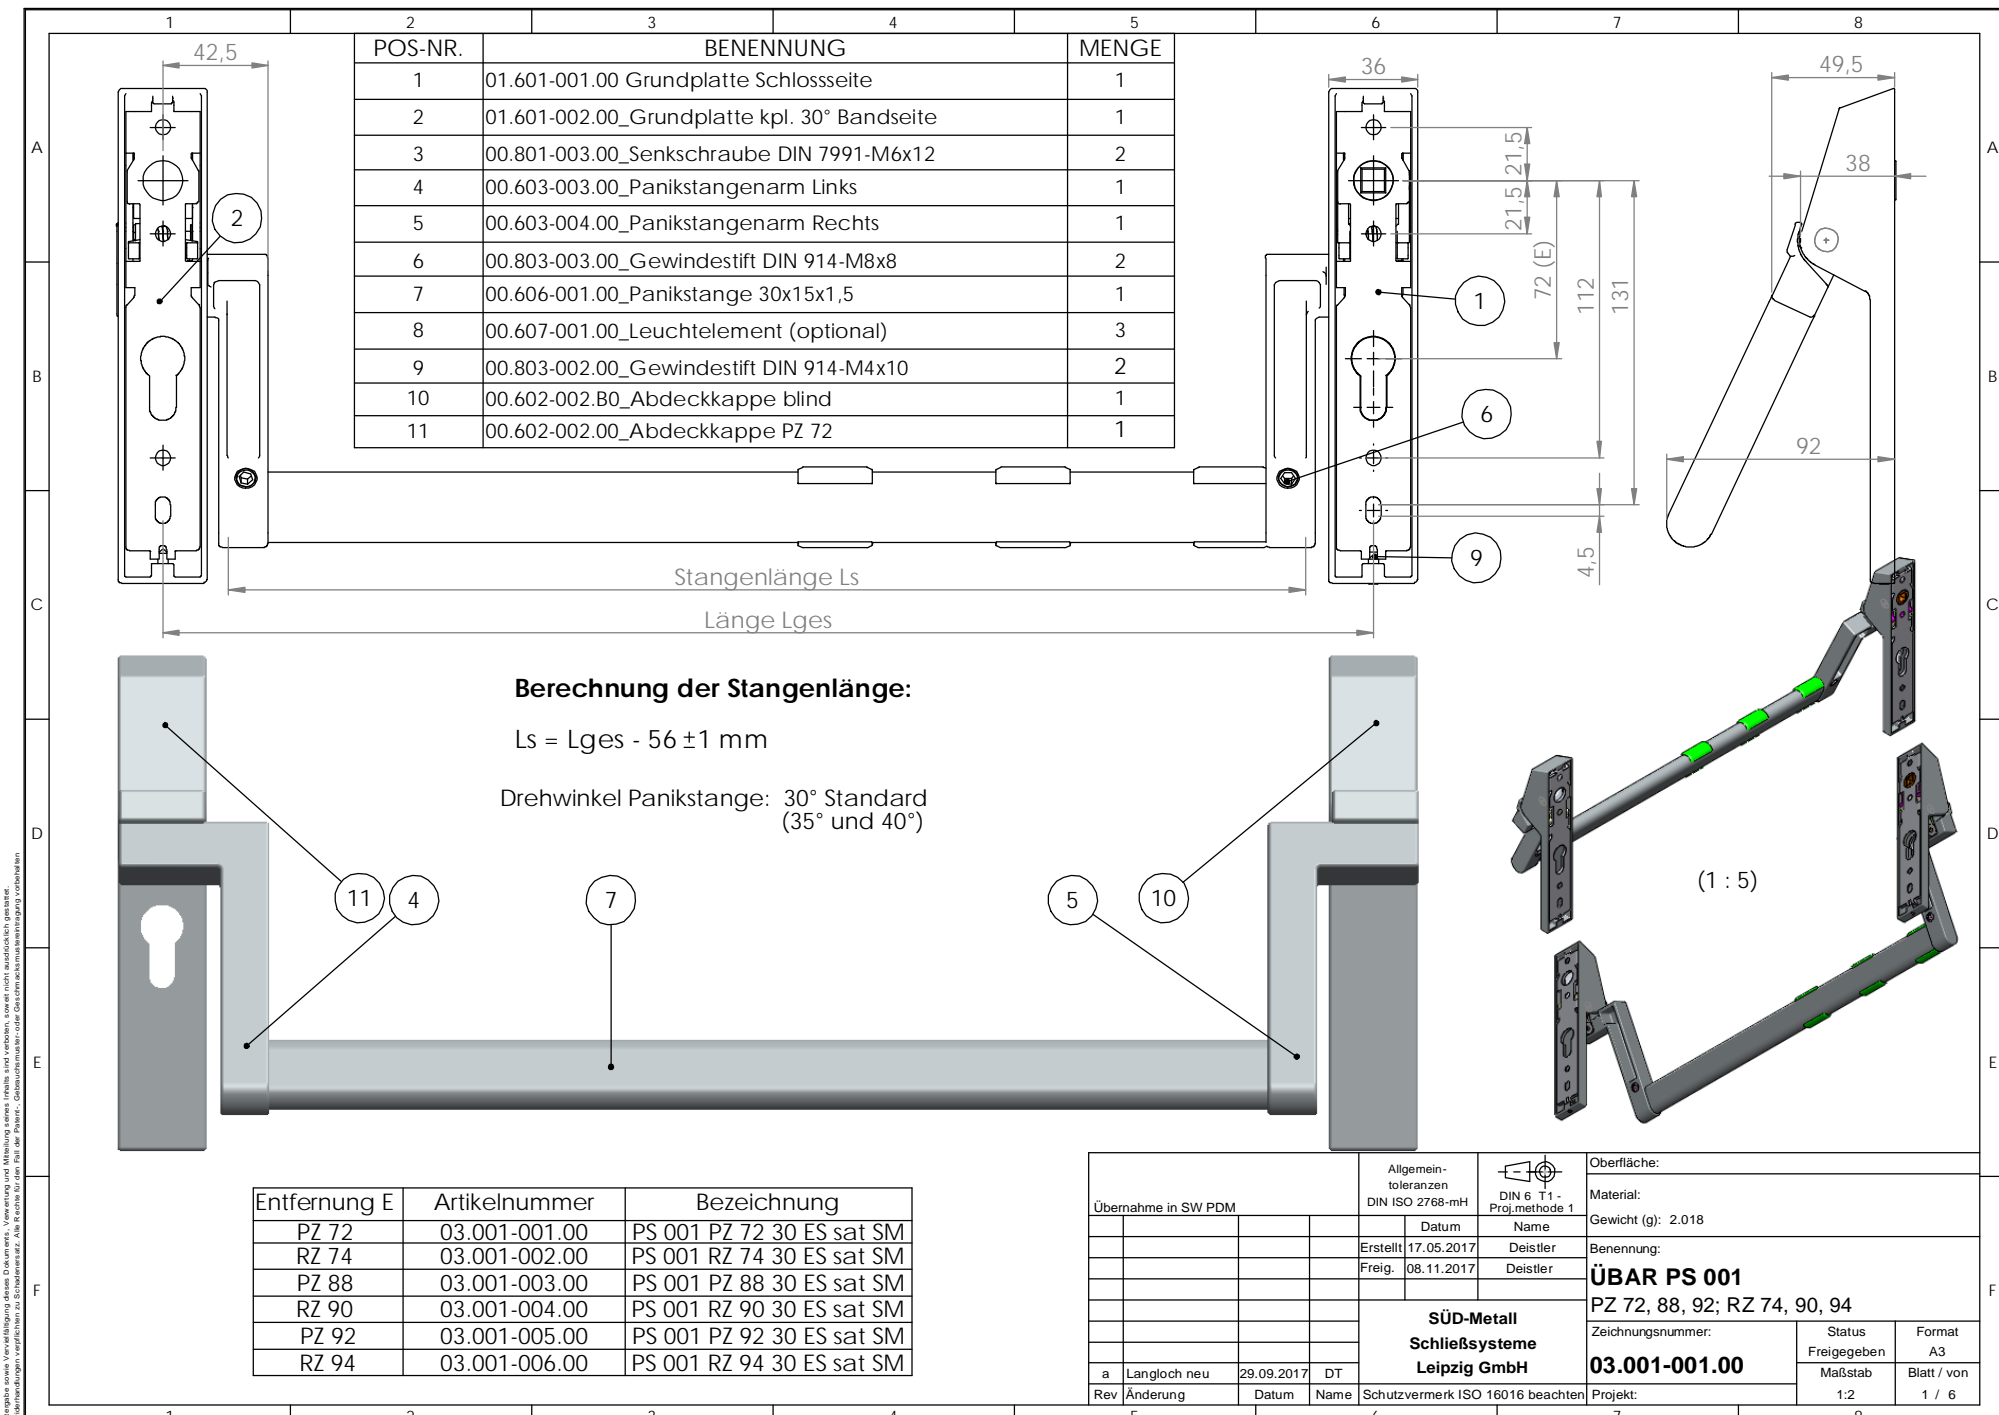 1 2 3 4 5 6 7 8
A
B
C
D
E
F
A
B
C
D
E
F
POS-NR. BENENNUNG MENGE
1 01.601-001.00 Grundplatte Schlossseite 1
2 01.601-002.00_Grundplatte kpl. 30° Bandseite 1
3 00.801-003.00_Senkschraube DIN 7991-M6x12 2
4 00.603-003.00_Panikstangenarm Links 1
5 00.603-004.00_Panikstangenarm Rechts 1
6 00.803-003.00_Gewindestift DIN 914-M8x8 2
7 00.606-001.00_Panikstange 30x15x1,5 1
8 00.607-001.00_Leuchtelement (optional) 3
9 00.803-002.00_Gewindestift DIN 914-M4x10 2
10 00.602-002.B0_Abdeckkappe blind 1
11 00.602-002.00_Abdeckkappe PZ 72 1
42,5
2
36
21,5
21,5
72 (E)
112
131
4,5
1
6
9
49,5
38
92
Stangenlänge Ls
Länge Lges
Berechnung der Stangenlänge:
Ls = Lges - 56 ±1 mm
Drehwinkel Panikstange: 30° Standard
(35° und 40°)
11
4
7
5
10
(1 : 5)
Entfernung E Artikelnummer Bezeichnung
PZ 72 03.001-001.00 PS 001 PZ 72 30 ES sat SM
RZ 74 03.001-002.00 PS 001 RZ 74 30 ES sat SM
PZ 88 03.001-003.00 PS 001 PZ 88 30 ES sat SM
RZ 90 03.001-004.00 PS 001 RZ 90 30 ES sat SM
PZ 92 03.001-005.00 PS 001 PZ 92 30 ES sat SM
RZ 94 03.001-006.00 PS 001 RZ 94 30 ES sat SM
Übernahme in SW PDM
Allgemein-
toleranzen
DIN ISO 2768-mH
DIN 6 T1 -
Proj.methode 1
Oberfläche:
Material:
Gewicht (g): 2.018
Datum Name
Erstellt 17.05.2017 Deistler
Freig. 08.11.2017 Deistler
Benennung:
ÜBAR PS 001
PZ 72, 88, 92; RZ 74, 90, 94
SÜD-Metall
Schließsysteme
Leipzig GmbH
Zeichnungsnummer:
03.001-001.00
Status
Freigegeben
Format
A3
Maßstab
1:2
Blatt / von
1 / 6
a Langloch neu 29.09.2017 DT
Rev Änderung Datum Name
Schutzvermerk ISO 16016 beachten
Projekt: